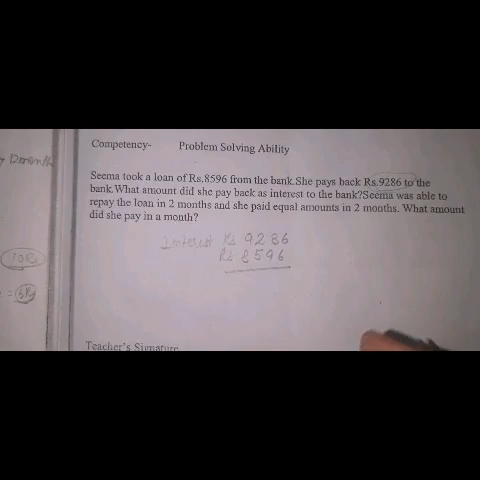 Competency- Problem Solving Ability
Seema took a loan of Rs.8596 from the bank.She pays back Rs.9286 to the
bank.What amount did she pay back as interest to the bank?Seema was able to
repay the loan in 2 months and she paid equal amounts in 2 months. What amount
did she pay in a month?
Interest Rs 9286
Rs 8596
Teacher's Signature